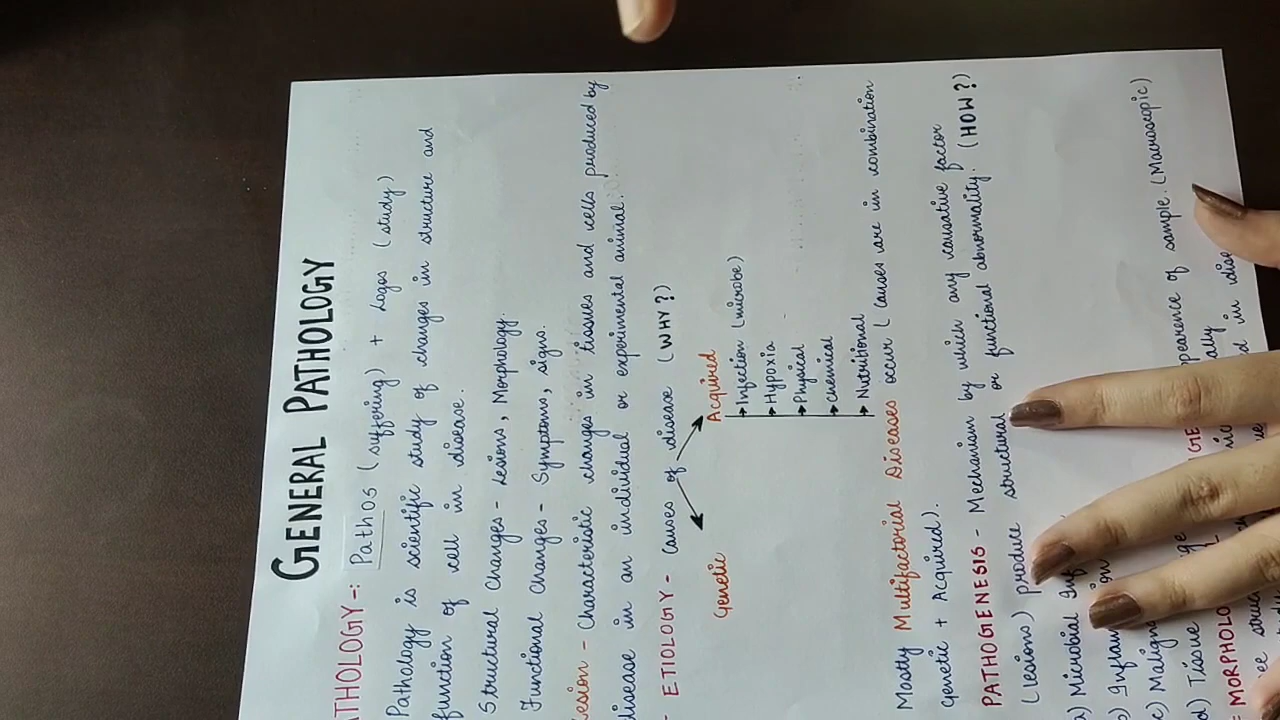 GENERAL PATHOLOGY
PATHOLOGY-: Pathos (suffering) + Logos (study)
Pathology is scientific study of changes in structure and
function of cell in disease.
Structural Changes - Lesions, Morphology.
Functional Changes - Symptoms, signs.
Lesion - Characteristic changes in tissues and cells produced by
disease in an individual or experimental animal.
- ETIOLOGY - Causes of disease (WHY?)
Genetic Acquired
Infection (microbe)
Hypoxia
Physical
Chemical
Nutritional
Mostly Multifactorial Diseases occur (causes are in combination
Genetic + Acquired).
PATHOGENESIS - Mechanism by which any causative factor
(lesions) produce structural or functional abnormality. (HOW?)
a) Microbial
b)
c)
d) Tissue
- MORPHOLO of sample. (Macroscopic)
in